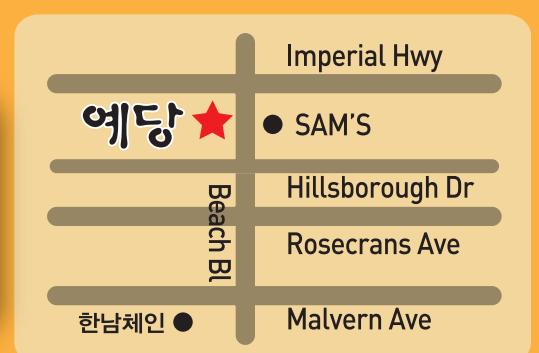 Imperial Hwy
예당
SAM'S
Hillsborough Dr
Beach Bl
Rosecrans Ave
한남체인
Malvern Ave